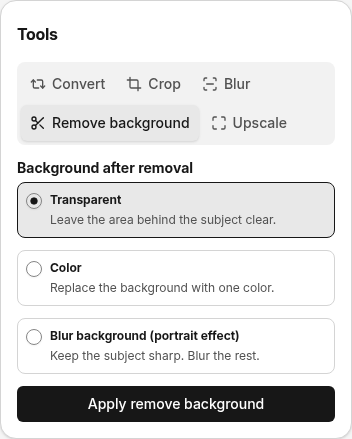 Tools
Convert Crop Blur
Remove background Upscale
Background after removal
Transparent
Leave the area behind the subject clear.
Color
Replace the background with one color.
Blur background (portrait effect)
Keep the subject sharp. Blur the rest.
Apply remove background